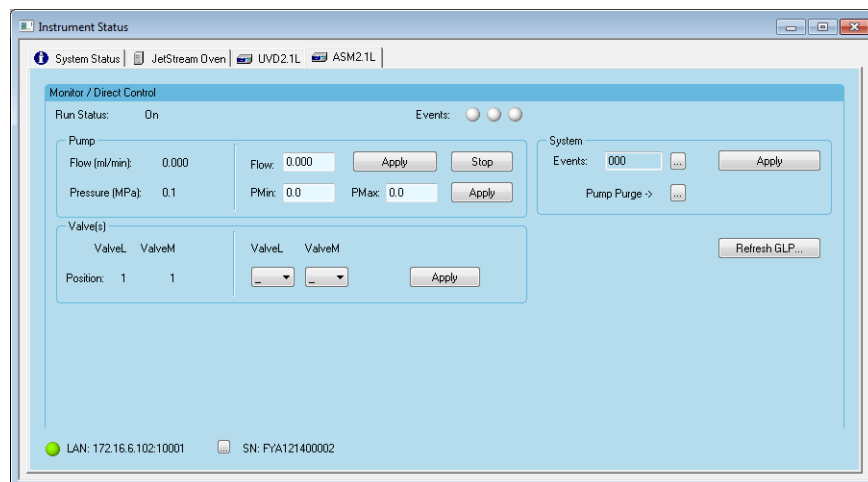 Instrument Status
System Status JetStream Oven UVD2.1L ASM2.1L
Monitor / Direct Control
Run Status: On Events:
Pump
Flow (ml/min): 0.000 Flow: 0.000 Apply Stop
Pressure (MPa): 0.1 PMin: 0.0 PMax: 0.0 Apply
System
Events: 000 ... Apply
Pump Purge -> ...
Valve(s)
ValveL ValveM ValveL ValveM
Position: 1 1 _ _ Apply
Refresh GLP...
LAN: 172.16.6.102:10001 ... SN: FYA121400002